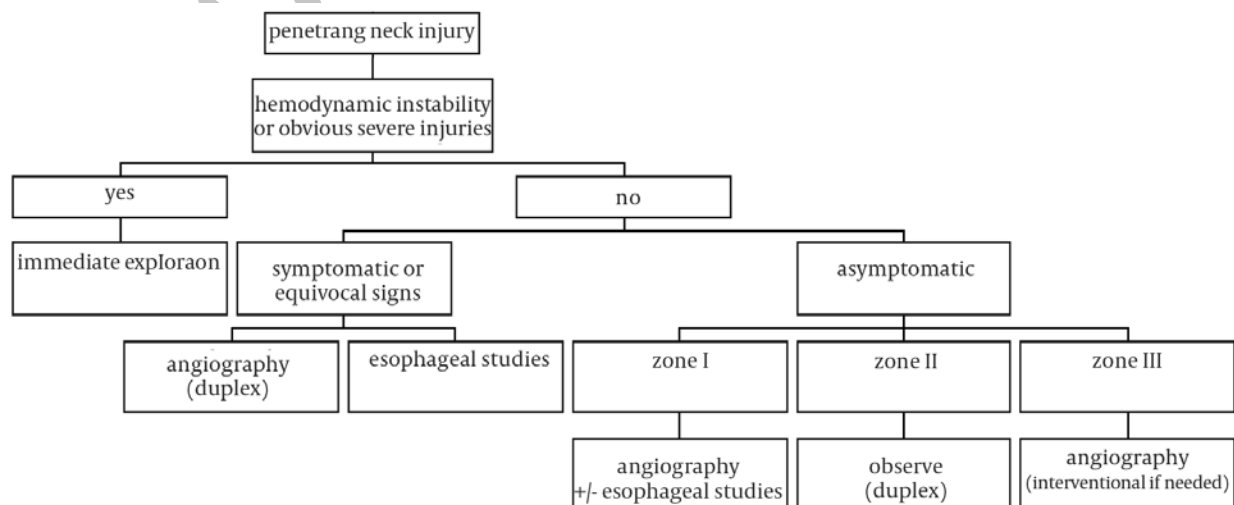 penetrang neck injury
hemodynamic instability
or obvious severe injuries
yes
no
immediate exploraon
symptomatic or
equivocal signs
asymptomatic
angiography
(duplex)
esophageal studies
zone I
zone II
zone III
angiography
+/- esophageal studies
observe
(duplex)
angiography
(interventional if needed)